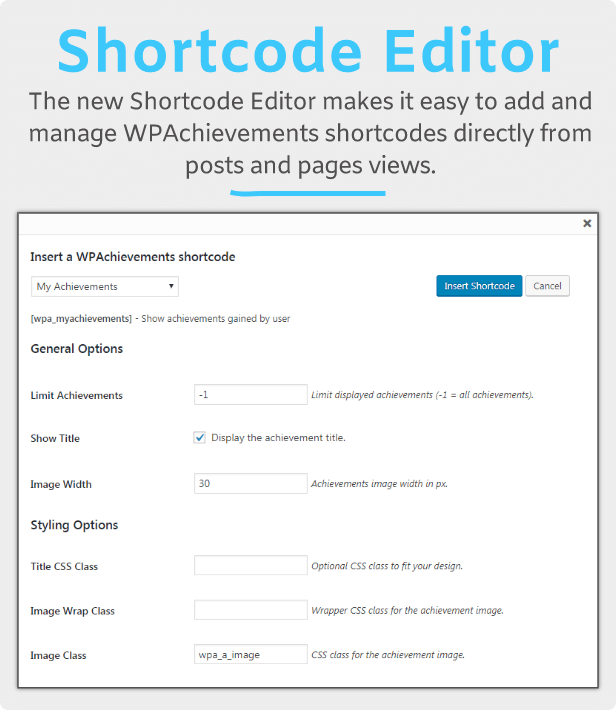 Shortcode Editor
The new Shortcode Editor makes it easy to add and
manage WPAchievements shortcodes directly from
posts and pages views.
Insert a WPAchievements shortcode
My Achievements
Insert Shortcode
Cancel
[wpa_myachievements] - Show achievements gained by user
General Options
Limit Achievements
-1
Limit displayed achievements (-1 = all achievements).
Show Title
Display the achievement title.
Image Width
30
Achievements image width in px.
Styling Options
Title CSS Class
Optional CSS class to fit your design.
Image Wrap Class
Wrapper CSS class for the achievement image.
Image Class
wpa_a_image
CSS class for the achievement image.